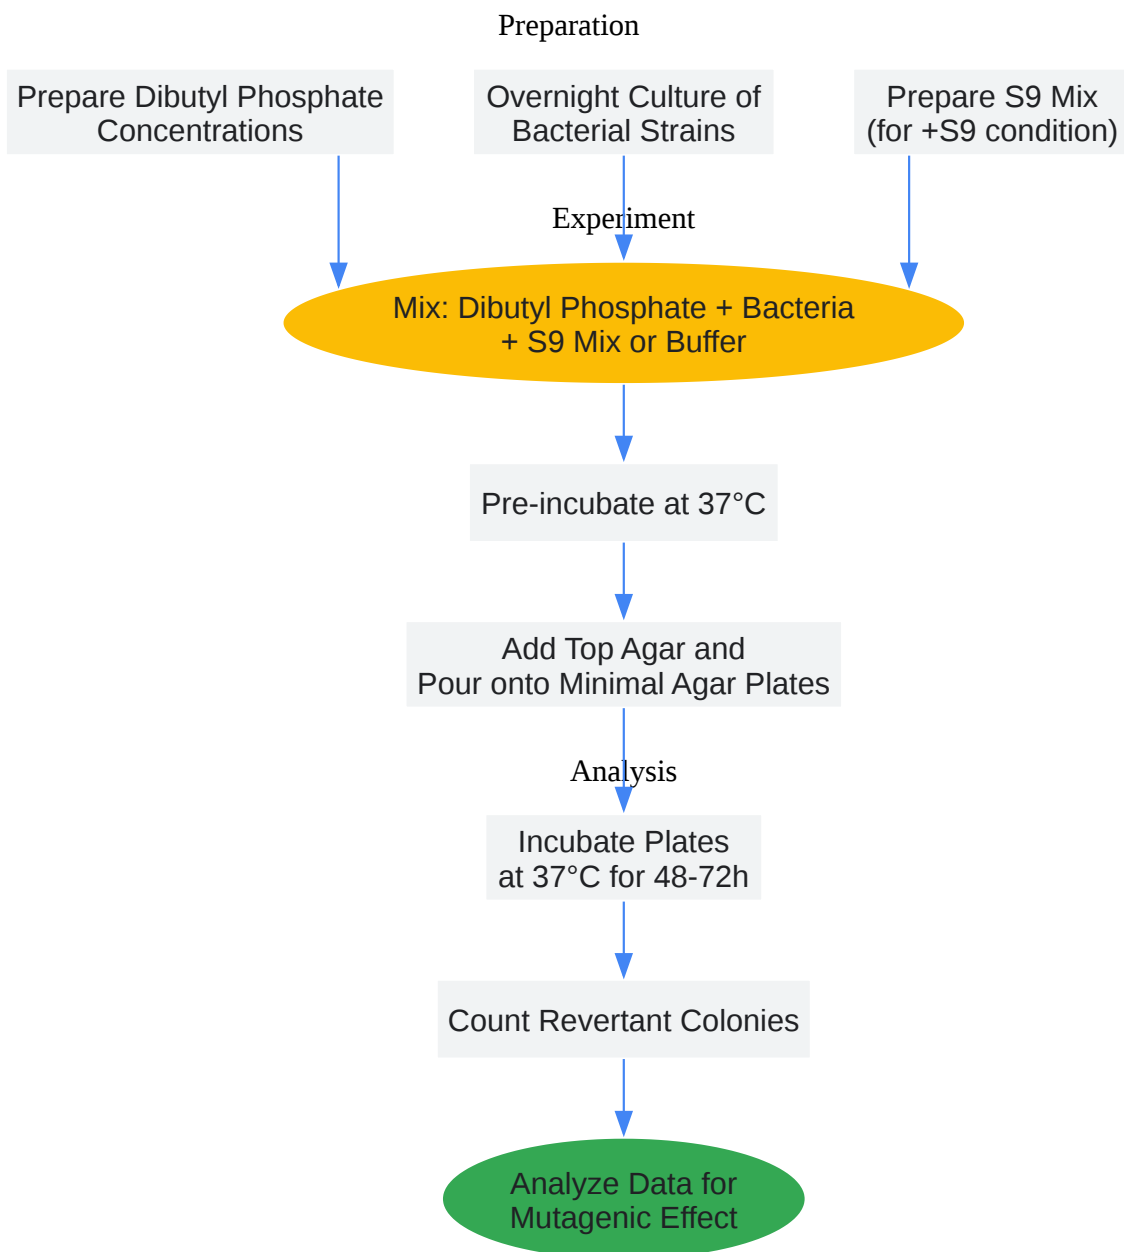 Preparation
Prepare Dibutyl Phosphate
Concentrations
Overnight Culture of
Bacterial Strains
Prepare S9 Mix
(for +S9 condition)
Experiment
Mix: Dibutyl Phosphate + Bacteria
+ S9 Mix or Buffer
Pre-incubate at 37°C
Add Top Agar and
Pour onto Minimal Agar Plates
Analysis
Incubate Plates
at 37°C for 48-72h
Count Revertant Colonies
Analyze Data for
Mutagenic Effect